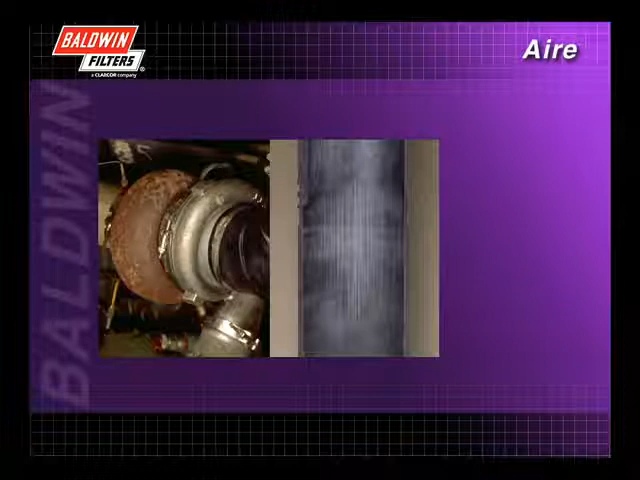 BALDWIN
FILTERS®
a CLARCOR company
Aire
BALDWIN